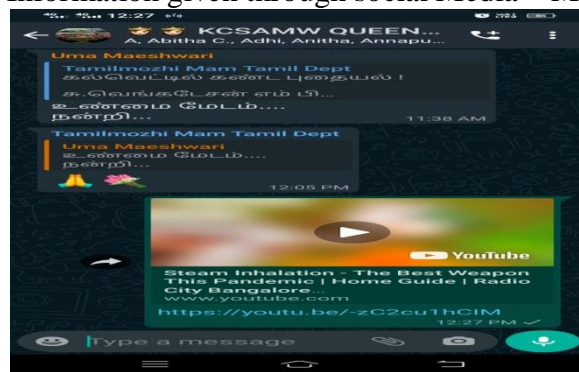 Information given through social Media
12:27
KCSAMW QUEEN...
A, Abitha C., Adhi, Anitha, Annapu...
Uma Maeshwari
Tamilmozhi Mam Tamil Dept
கல்வெட்டில் கண்ட புதையல் !
சு.வெங்கடேசன் எம் பி...
உண்மை மேடம்....
நன்றி...
11:38 AM
Tamilmozhi Mam Tamil Dept
Uma Maeshwari
உண்மை மேடம்....
நன்றி...
12:05 PM
YouTube
Steam Inhalation - The Best Weapon
This Pandemic | Home Guide | Radio
City Bangalore...
www.youtube.com
https://youtu.be/-zC2cu1hCIM
12:27 PM
Type a message